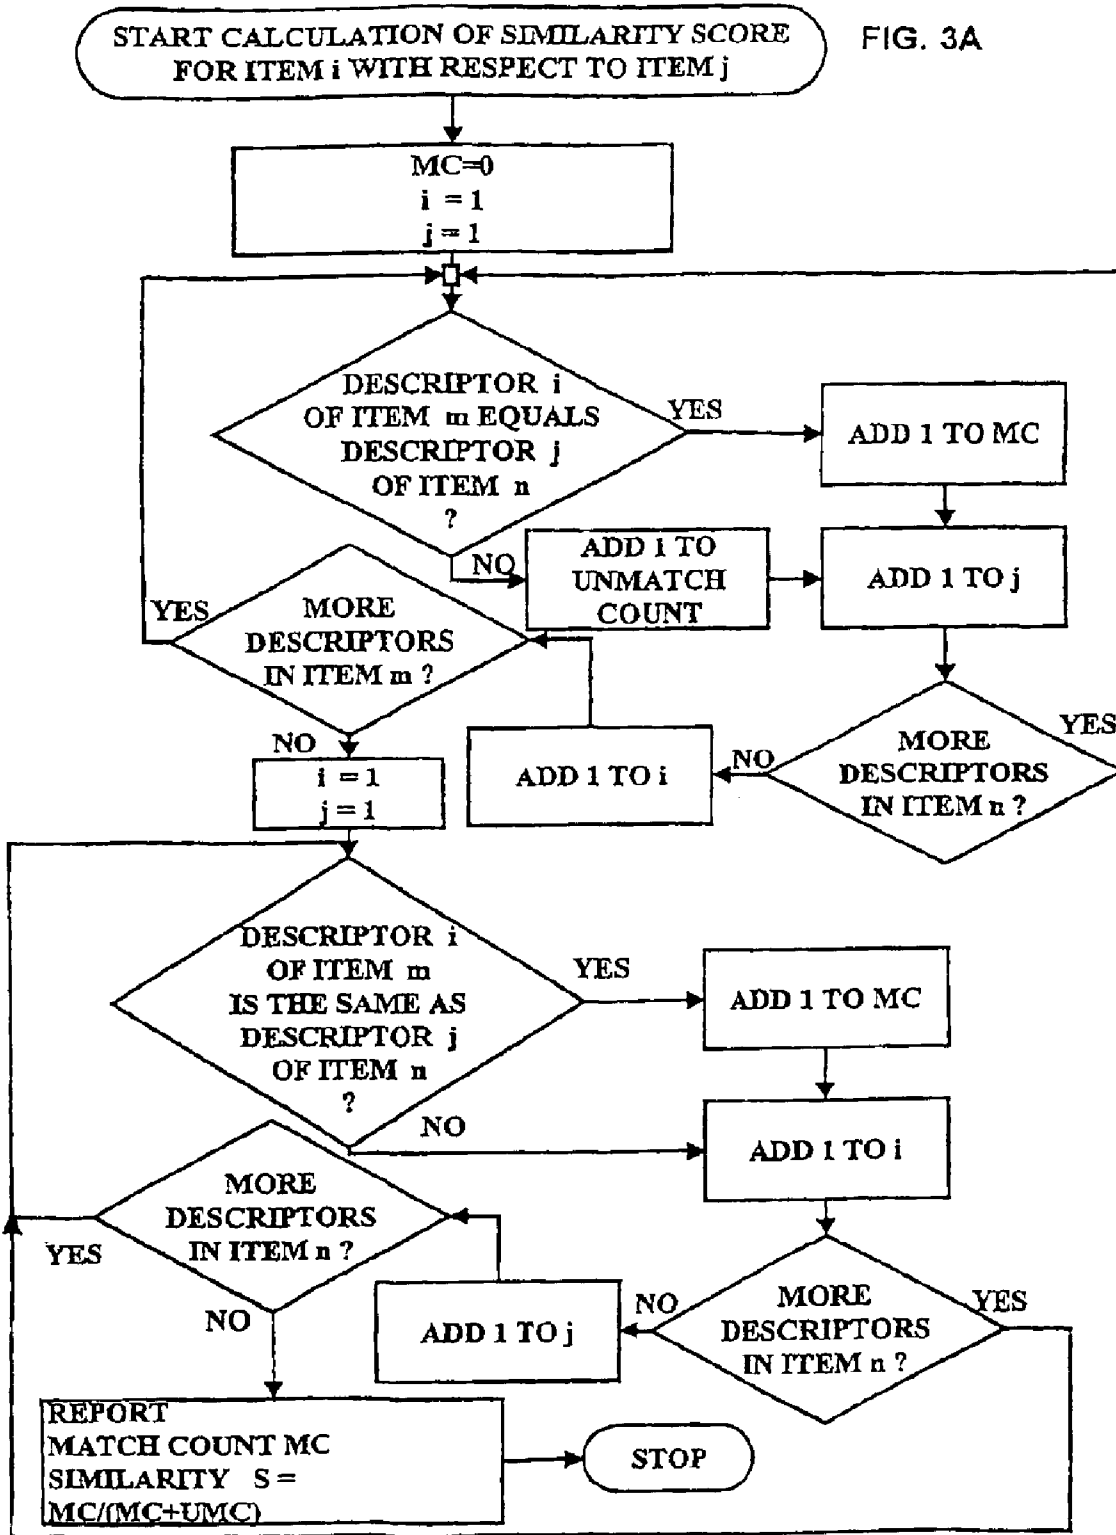 START CALCULATION OF SIMILARITY SCORE
FOR ITEM i WITH RESPECT TO ITEM j
FIG. 3A
MC=0
i = 1
j = 1
DESCRIPTOR i
OF ITEM m EQUALS
DESCRIPTOR j
OF ITEM n
?
YES
ADD 1 TO MC
NO
ADD 1 TO
UNMATCH
COUNT
ADD 1 TO j
YES
MORE
DESCRIPTORS
IN ITEM m ?
NO
MORE
DESCRIPTORS
IN ITEM n ?
YES
NO
ADD 1 TO i
i = 1
j = 1
DESCRIPTOR i
OF ITEM m
IS THE SAME AS
DESCRIPTOR j
OF ITEM n
?
YES
ADD 1 TO MC
NO
ADD 1 TO i
MORE
DESCRIPTORS
IN ITEM n ?
YES
NO
MORE
DESCRIPTORS
IN ITEM n ?
YES
NO
ADD 1 TO j
REPORT
MATCH COUNT MC
SIMILARITY S =
MC/(MC+UMC)
STOP